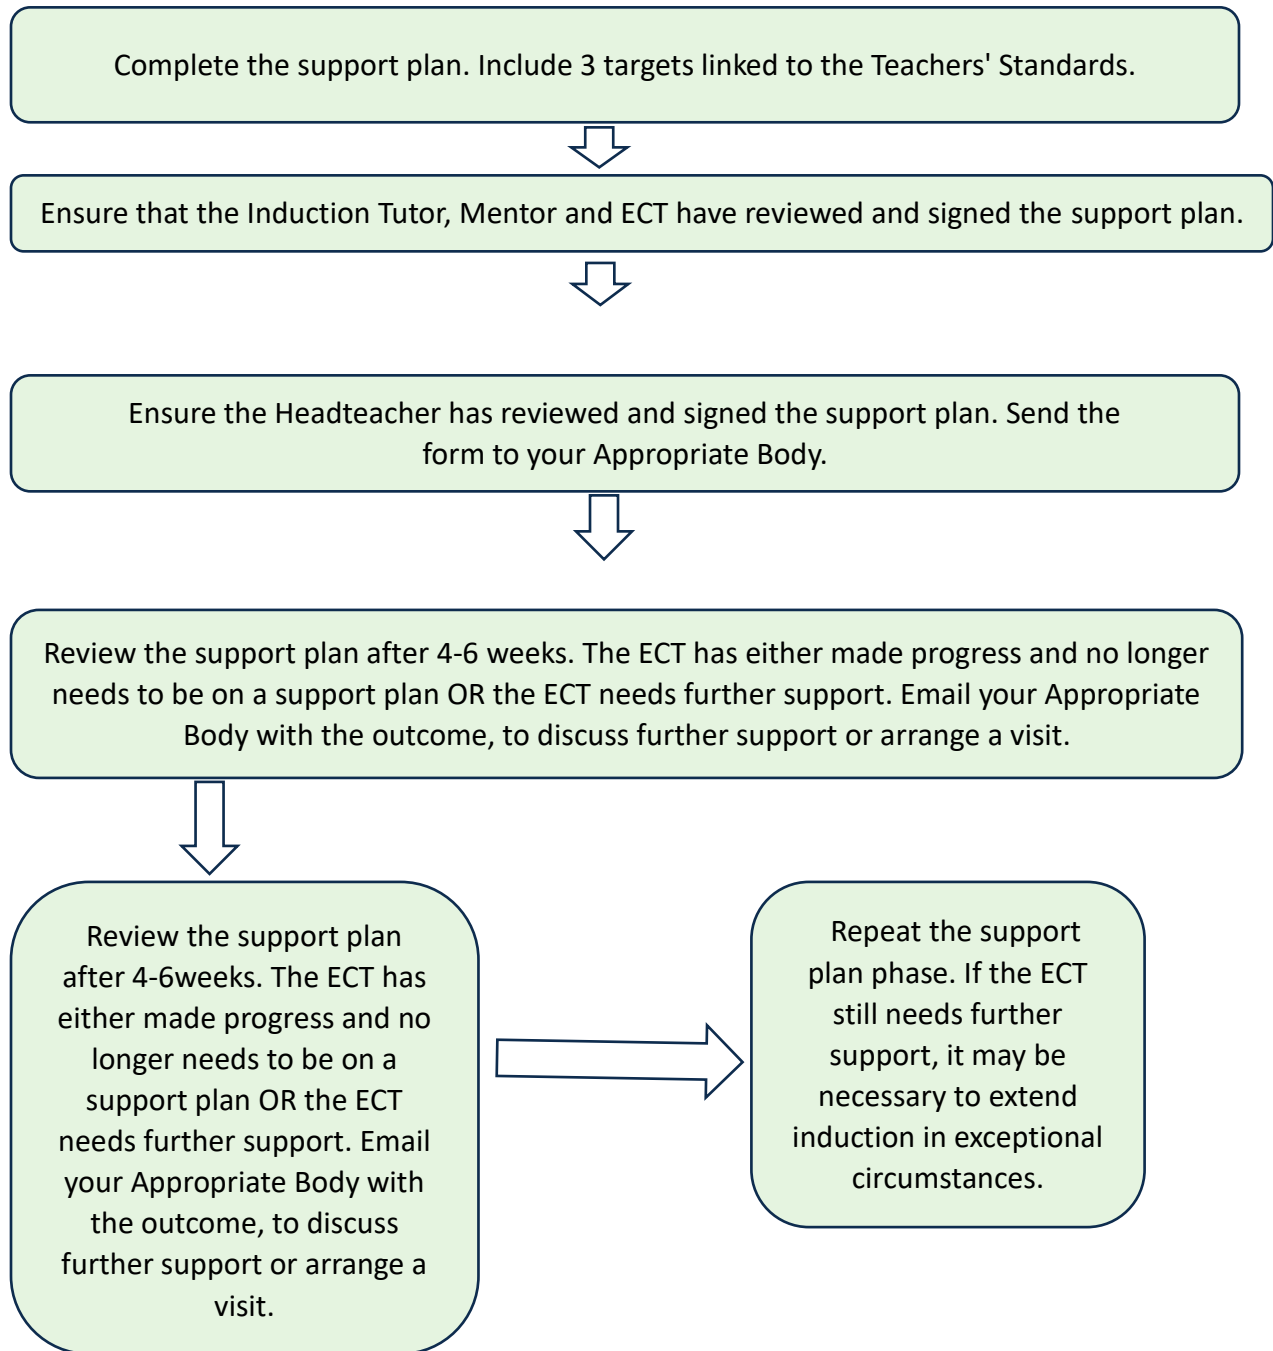 Complete the support plan. Include 3 targets linked to the Teachers' Standards.
Ensure that the Induction Tutor, Mentor and ECT have reviewed and signed the support plan.
Ensure the Headteacher has reviewed and signed the support plan. Send the
form to your Appropriate Body.
Review the support plan after 4-6 weeks. The ECT has either made progress and no longer
needs to be on a support plan OR the ECT needs further support. Email your Appropriate
Body with the outcome, to discuss further support or arrange a visit.
Review the support plan
after 4-6weeks. The ECT has
either made progress and no
longer needs to be on a
support plan OR the ECT
needs further support. Email
your Appropriate Body with
the outcome, to discuss
further support or arrange a
visit.
Repeat the support
plan phase. If the ECT
still needs further
support, it may be
necessary to extend
induction in exceptional
circumstances.